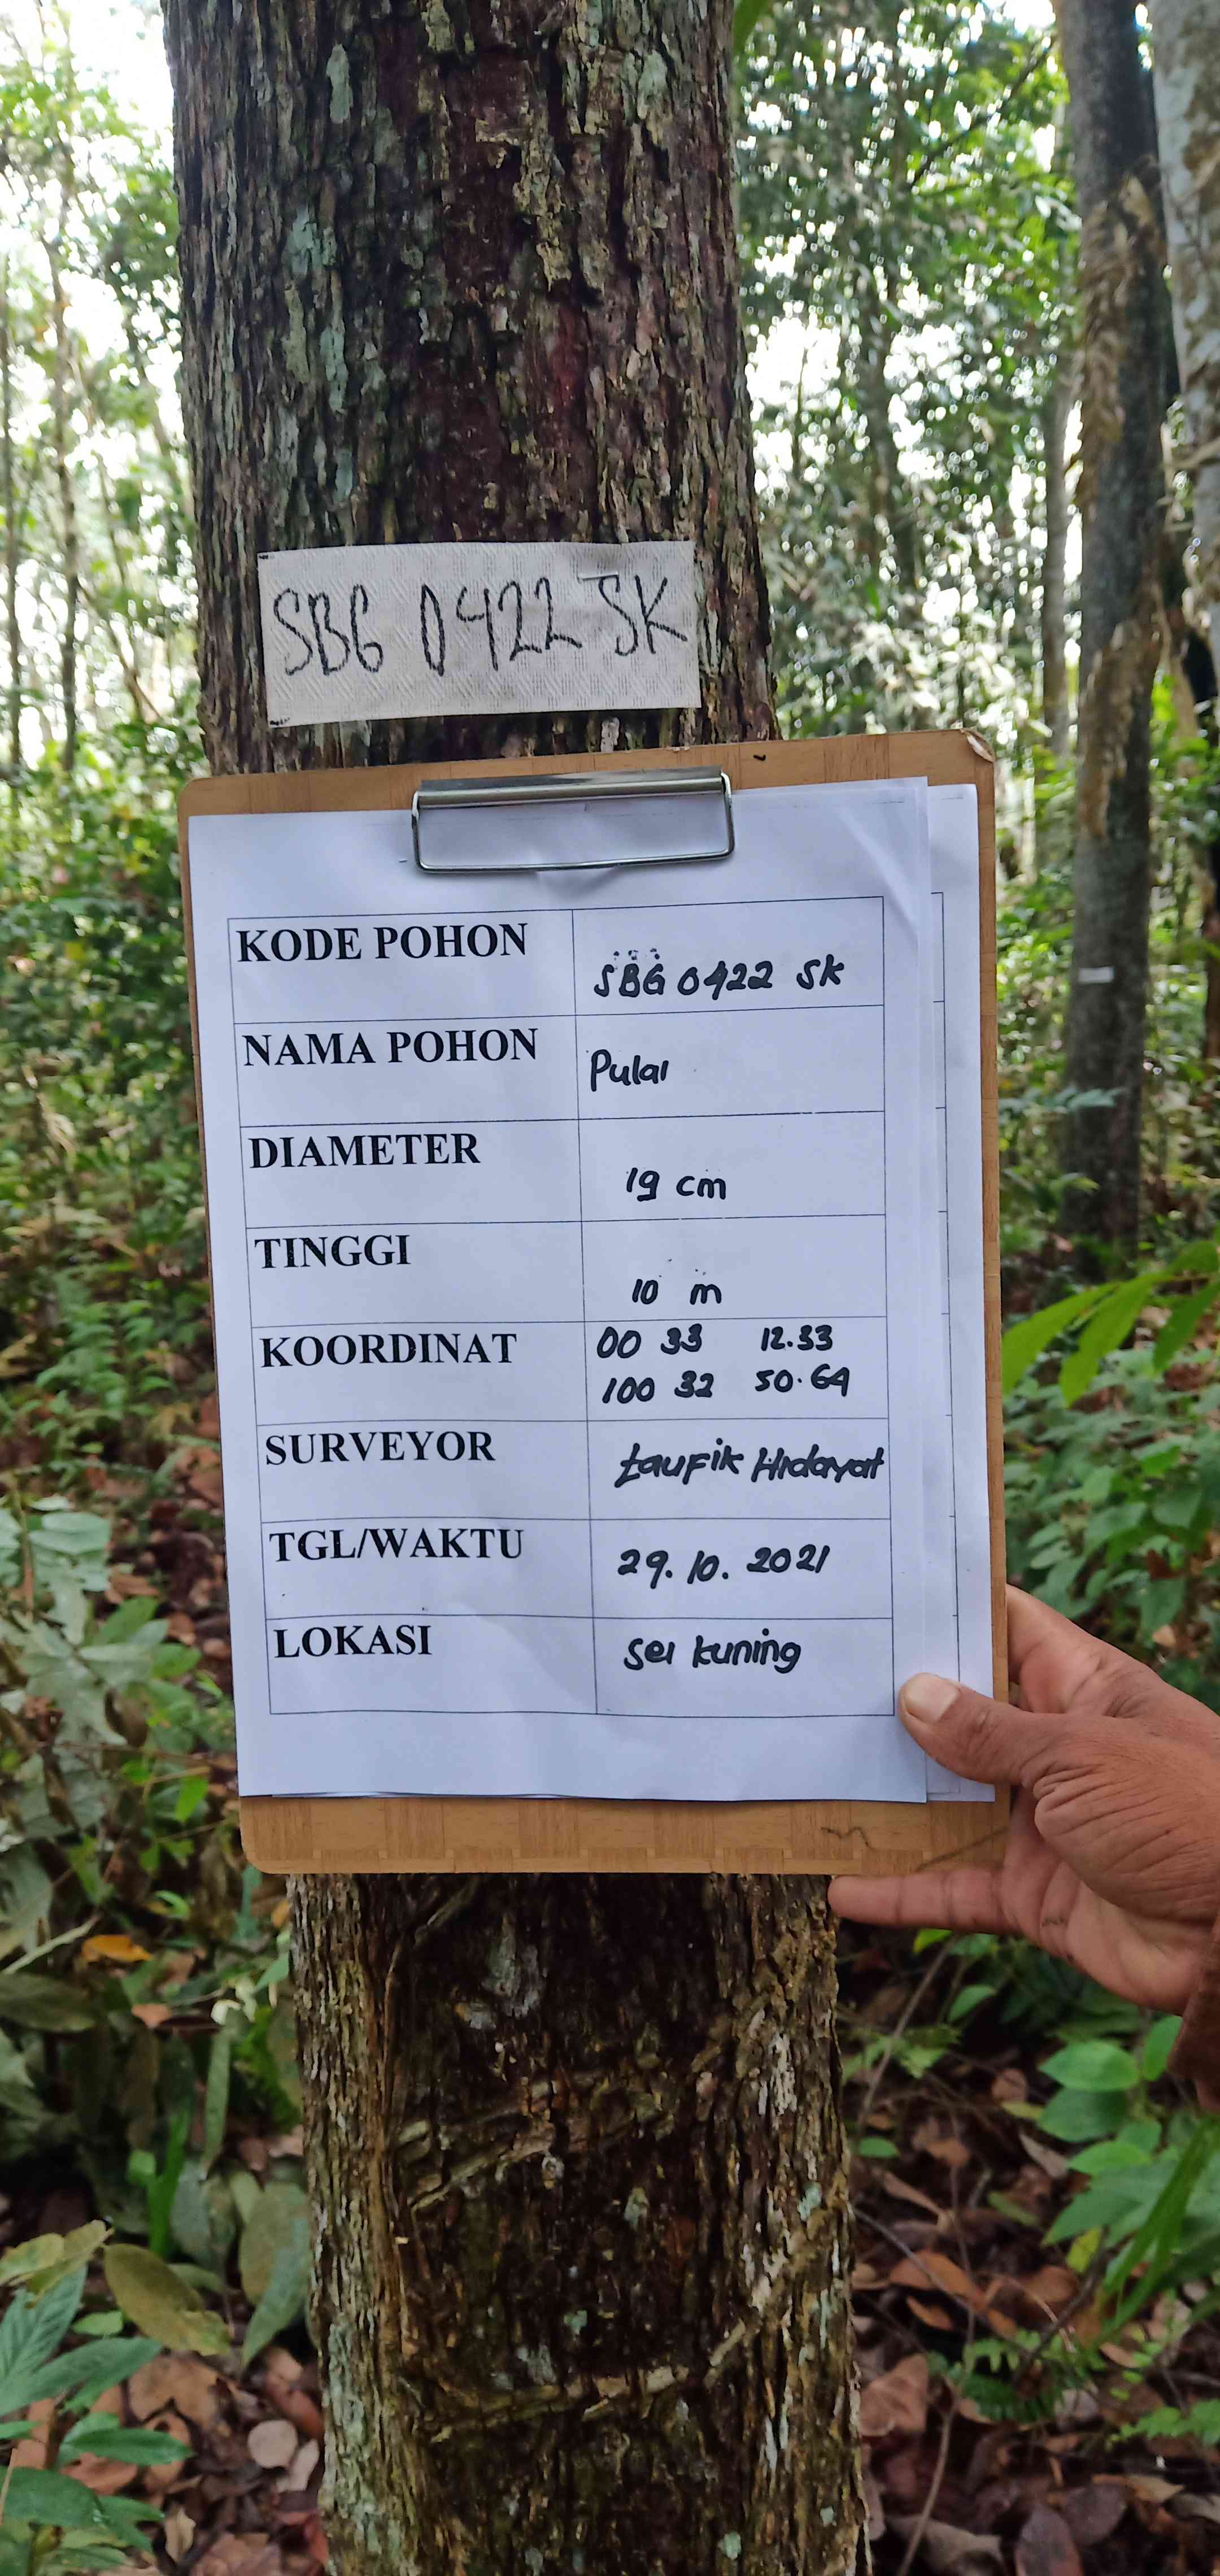 SBG 0422 SK
KODE POHON SBG 0422 SK
NAMA POHON Pulai
DIAMETER 19 cm
TINGGI 10 m
KOORDINAT 00 33 12.33
100 32 50.64
SURVEYOR taufik Hidayat
TGL/WAKTU 29.10.2021
LOKASI Sei kuning